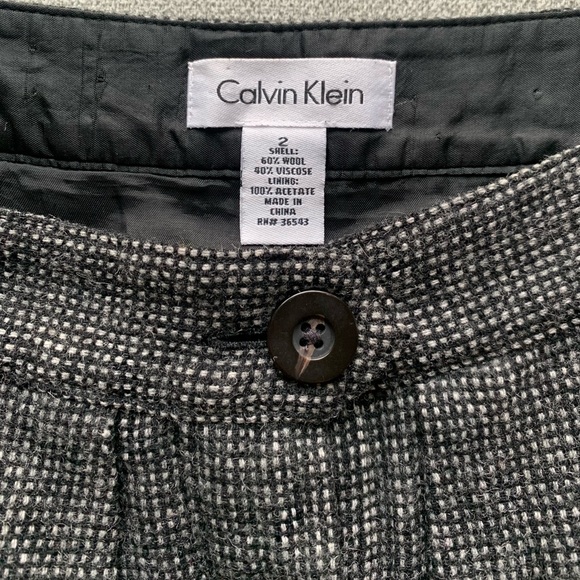 Calvin Klein
2
SHELL:
60% WOOL
40% VISCOSE
LINING:
100% ACETATE
MADE IN
CHINA
RN# 36543